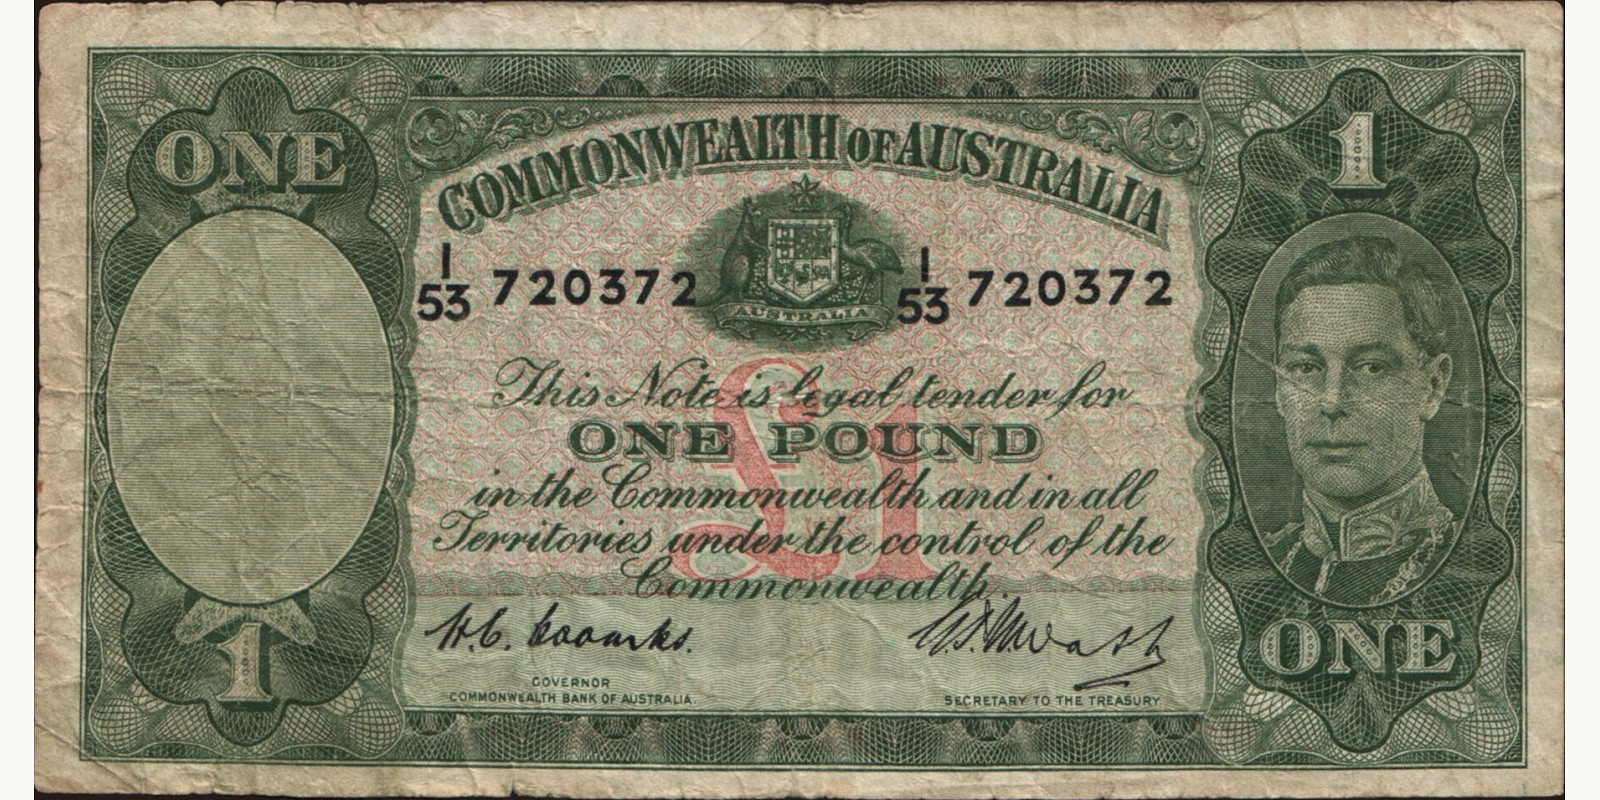 ONE
1
COMMONWEALTH OF AUSTRALIA
I/53 720372
I/53 720372
AUSTRALIA
£1
This Note is legal tender for
ONE POUND
in the Commonwealth and in all
Territories under the control of the
Commonwealth.
H.C. Coombs.
GOVERNOR
COMMONWEALTH BANK OF AUSTRALIA
SECRETARY TO THE TREASURY
1
ONE